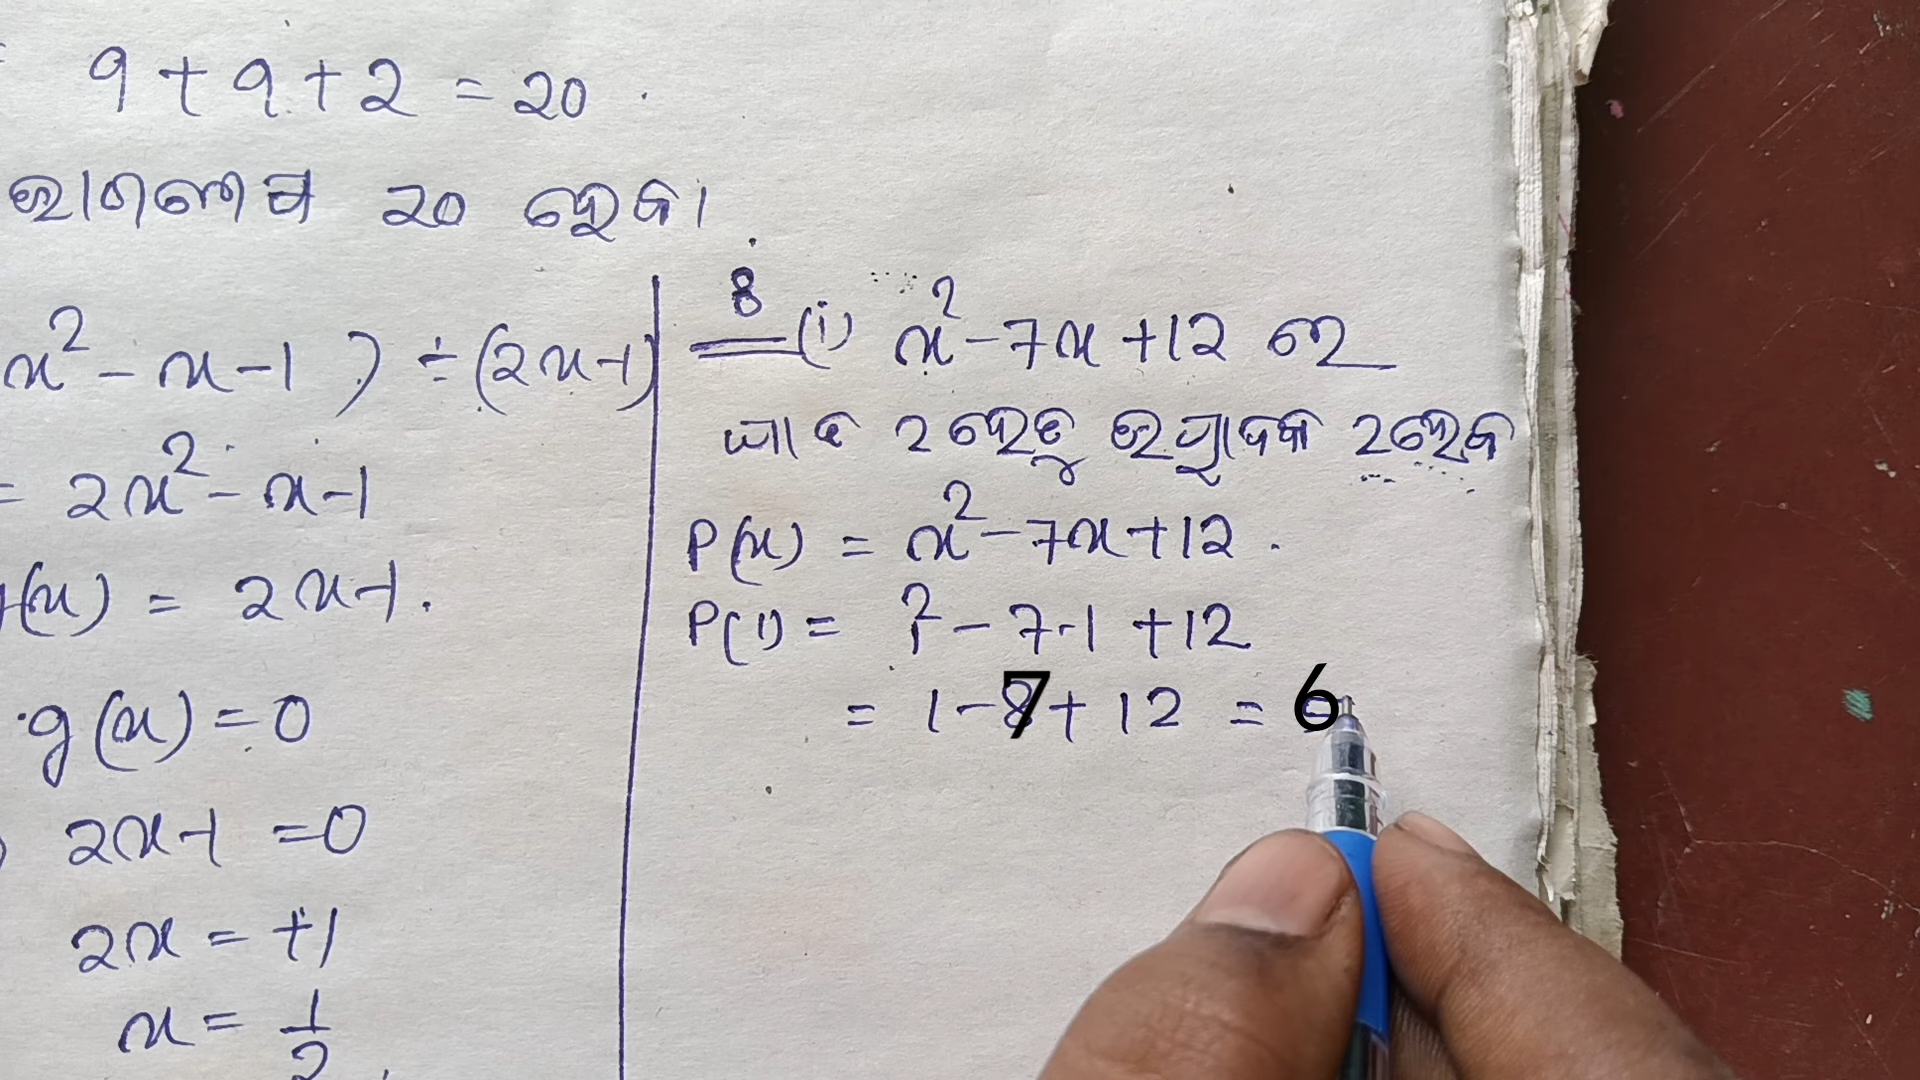 9 + 9 + 2 = 20
ଭାଗଶେଷ 20 ହେବ।
x² - x - 1 ) ÷ (2x-1)
= 2x² - x - 1
(x) = 2x-1.
g(x) = 0
2x-1 = 0
2x = +1
x = 1/2
8 (i) x² - 7x + 12 ରେ
ଘାତ 2 ହେତୁ ଉତ୍ପାଦକ 2 ହେବ
P(x) = x² - 7x + 12.
P(1) = 1² - 7·1 + 12
= 1 - 7 + 12 = 6